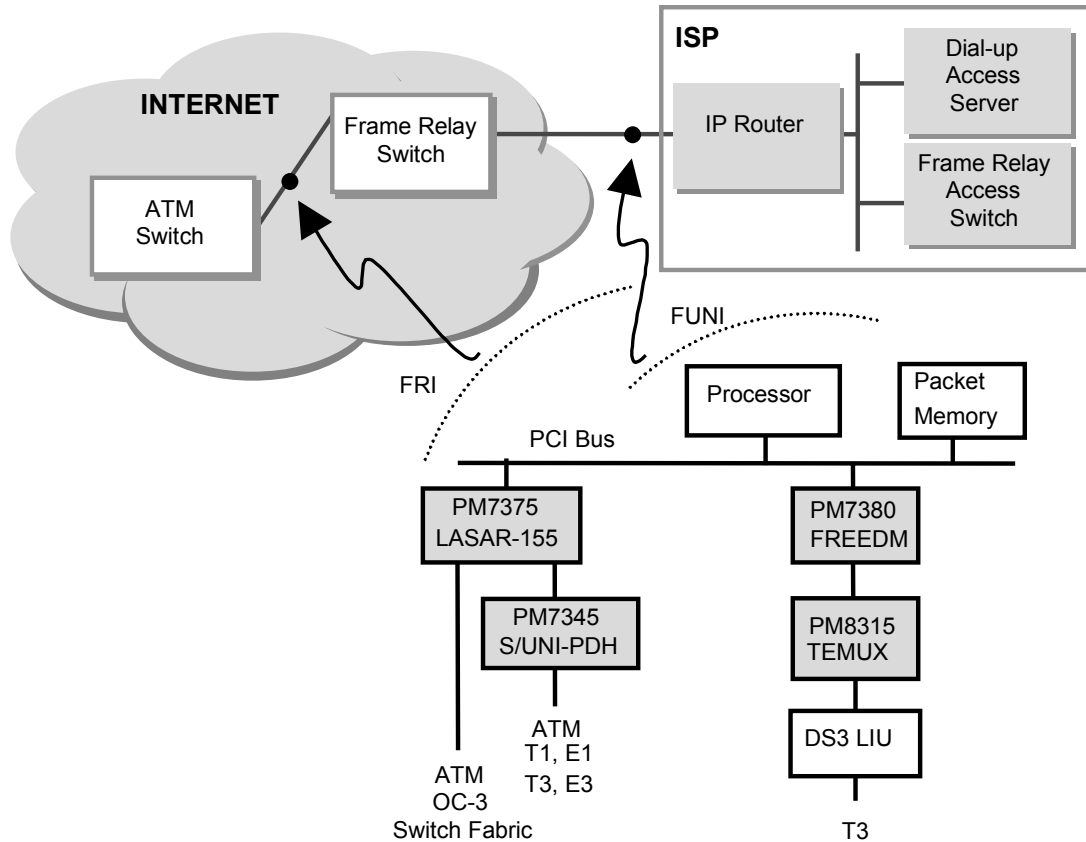 ISP
Dial-up
Access
Server
INTERNET
Frame Relay
Switch
IP Router
Frame Relay
Access
Switch
ATM
Switch
FUNI
FRI
Processor
Packet
Memory
PCI Bus
PM7375
LASAR-155
PM7380
FREEDM
PM7345
S/UNI-PDH
PM8315
TEMUX
ATM
T1, E1
T3, E3
DS3 LIU
ATM
OC-3
Switch Fabric
T3